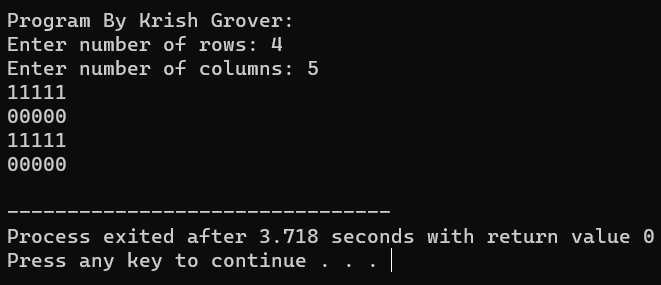 Program By Krish Grover:
Enter number of rows: 4
Enter number of columns: 5
11111
00000
11111
00000
--------------------------------
Process exited after 3.718 seconds with return value 0
Press any key to continue . . .